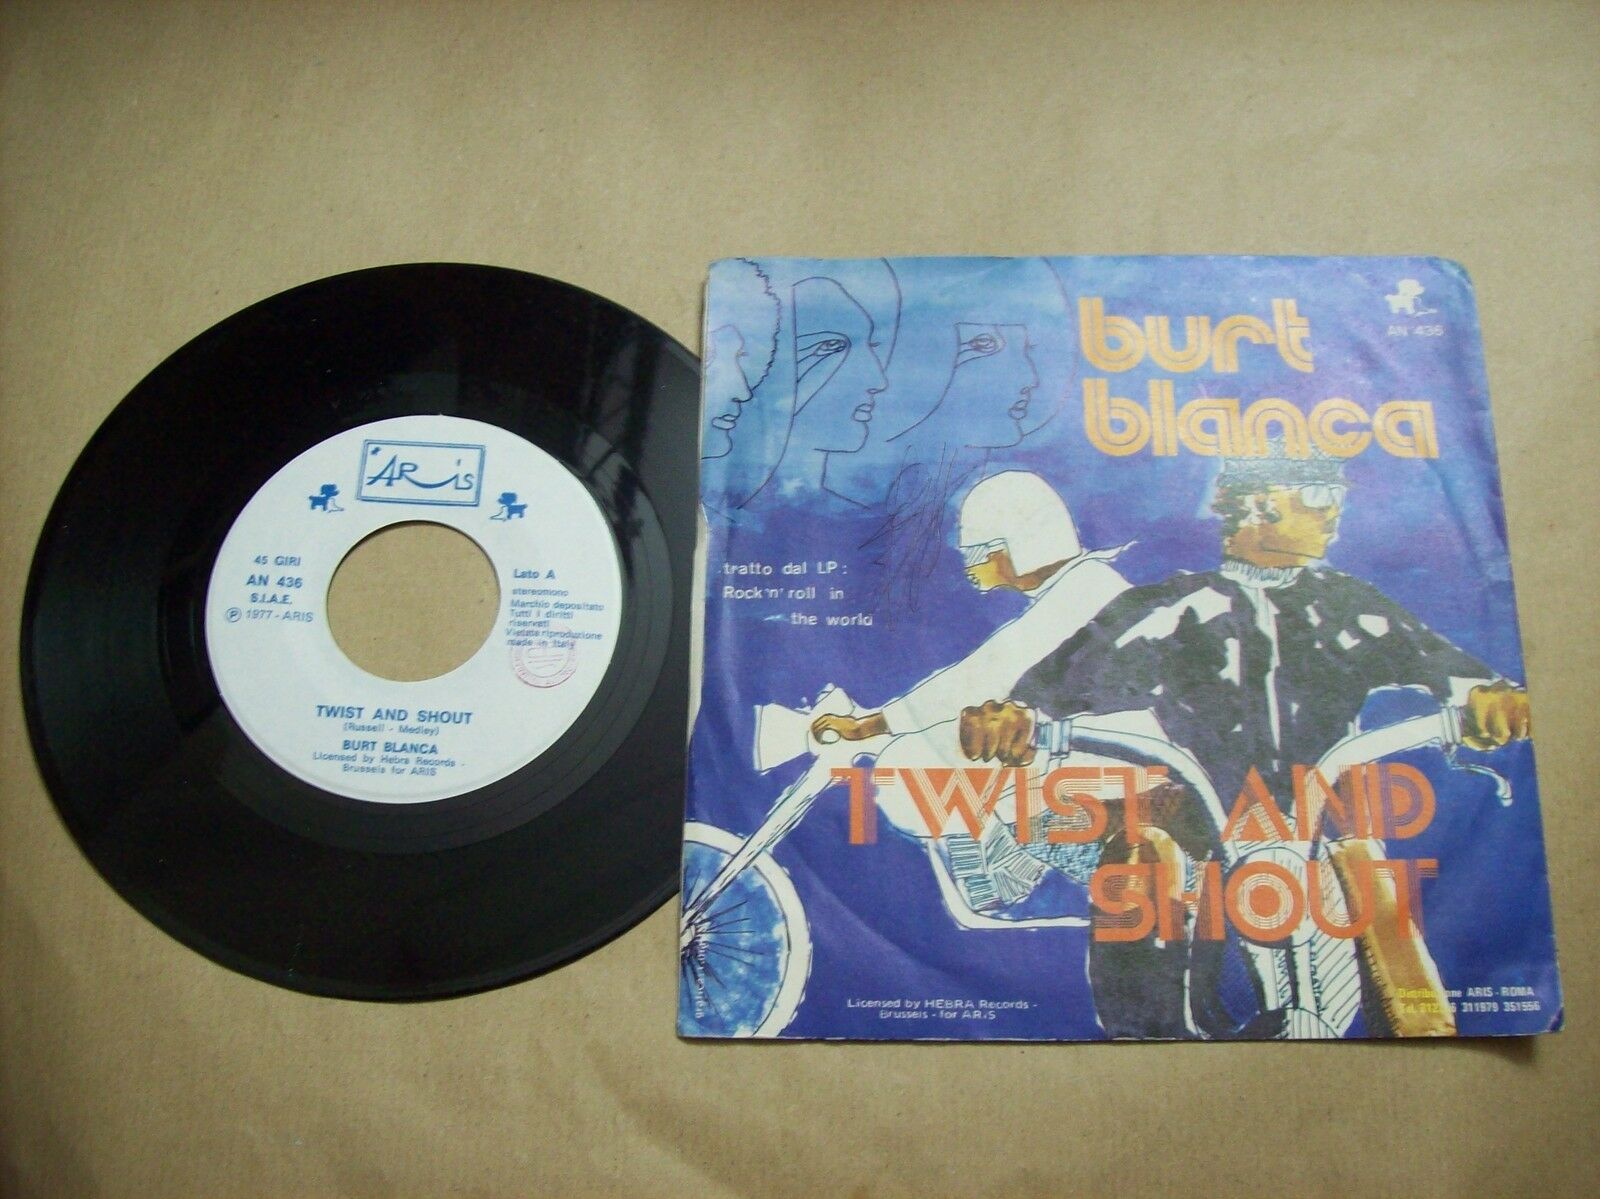 ARIS
45 GIRI
AN 436
S.I.A.E.
℗ 1977 - ARIS
Lato A
stereomono
Marchio depositato
Tutti i diritti
riservati
Vietata riproduzione
made in Italy
TWIST AND SHOUT
(Russell - Medley)
BURT BLANCA
Licensed by Hebra Records -
Brussels for ARIS
burt
blanca
AN 436
tratto dal LP:
Rock'n'roll in
the world
TWIST AND
SHOUT
Licensed by HEBRA Records -
Brussels - for ARIS
ARIS - ROMA
311979 351556